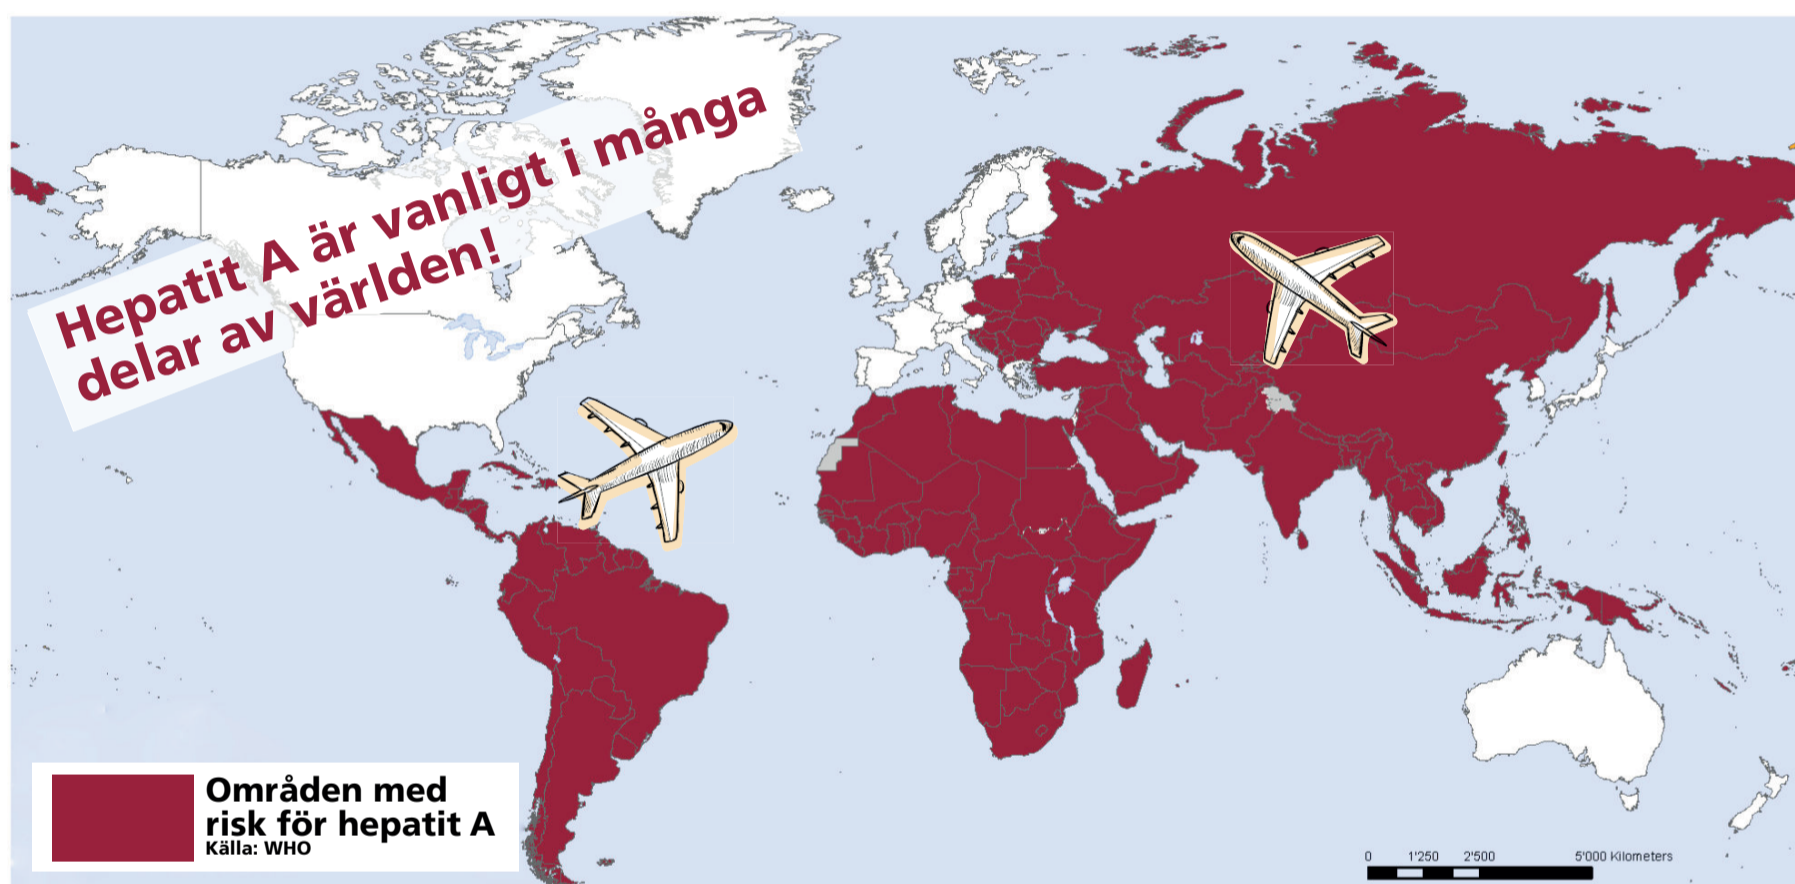 Hepatit A är vanligt i många
delar av världen!
Områden med
risk för hepatit A
Källa: WHO
0 1'250 2'500 5'000 Kilometers